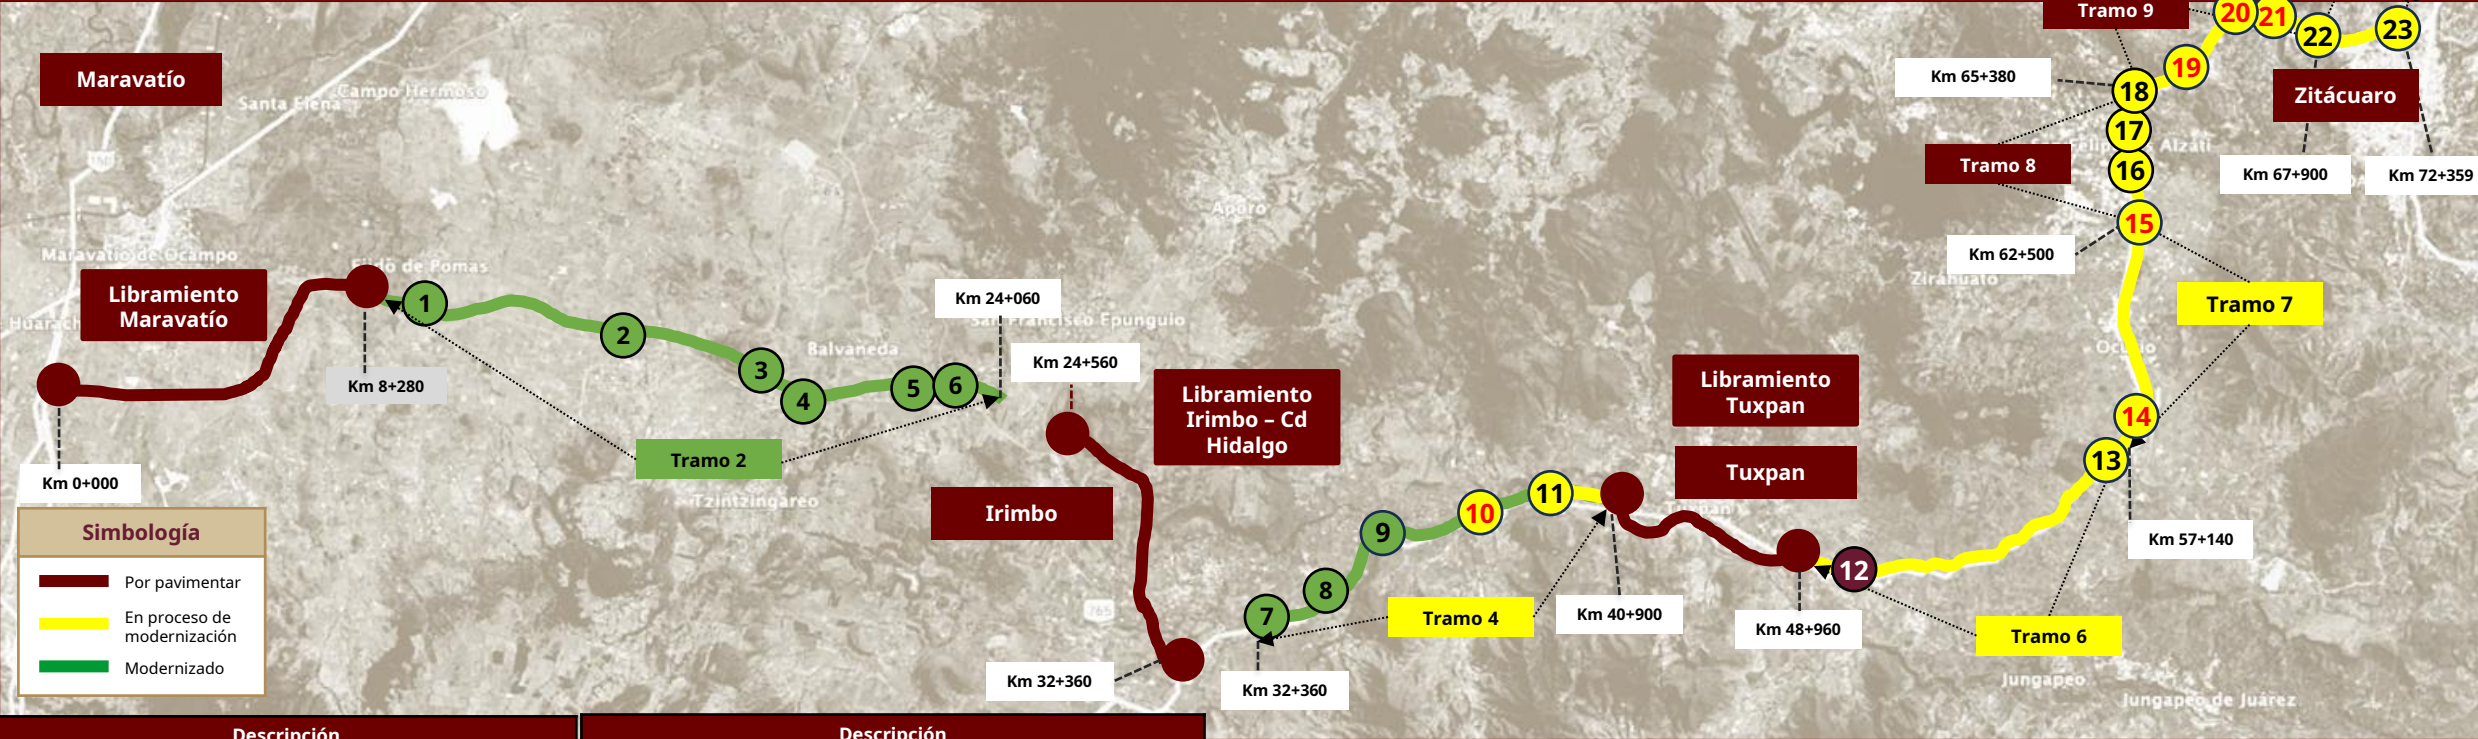 Tramo 9
20
21
22
23
Maravatío
Km 65+380
19
18
Zitácuaro
Santa Elena
Campo Hermoso
17
Tramo 8
16
Km 67+900
Km 72+359
Aporo
15
Maravatío de Ocampo
Km 62+500
Libramiento
Maravatío
1
2
Km 24+060
San Francisco Epunguio
Tramo 7
Balvaneda
3
4
5
6
Km 8+280
Km 24+560
Libramiento
Irimbo – Cd
Hidalgo
Libramiento
Tuxpan
14
Tramo 2
Tuxpan
13
Km 0+000
Tzintzingareo
Irimbo
11
10
9
Simbología
Km 57+140
Por pavimentar
12
8
En proceso de
modernización
765
7
Tramo 4
Km 40+900
Km 48+960
Tramo 6
Modernizado
Km 32+360
Km 32+360
Jungapeo
Jungapeo de Juárez
Descripción
Descripción